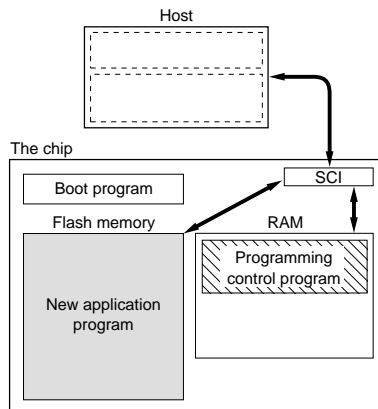 Host
The chip
SCI
Boot program
Flash memory
RAM
Programming
control program
New application
program